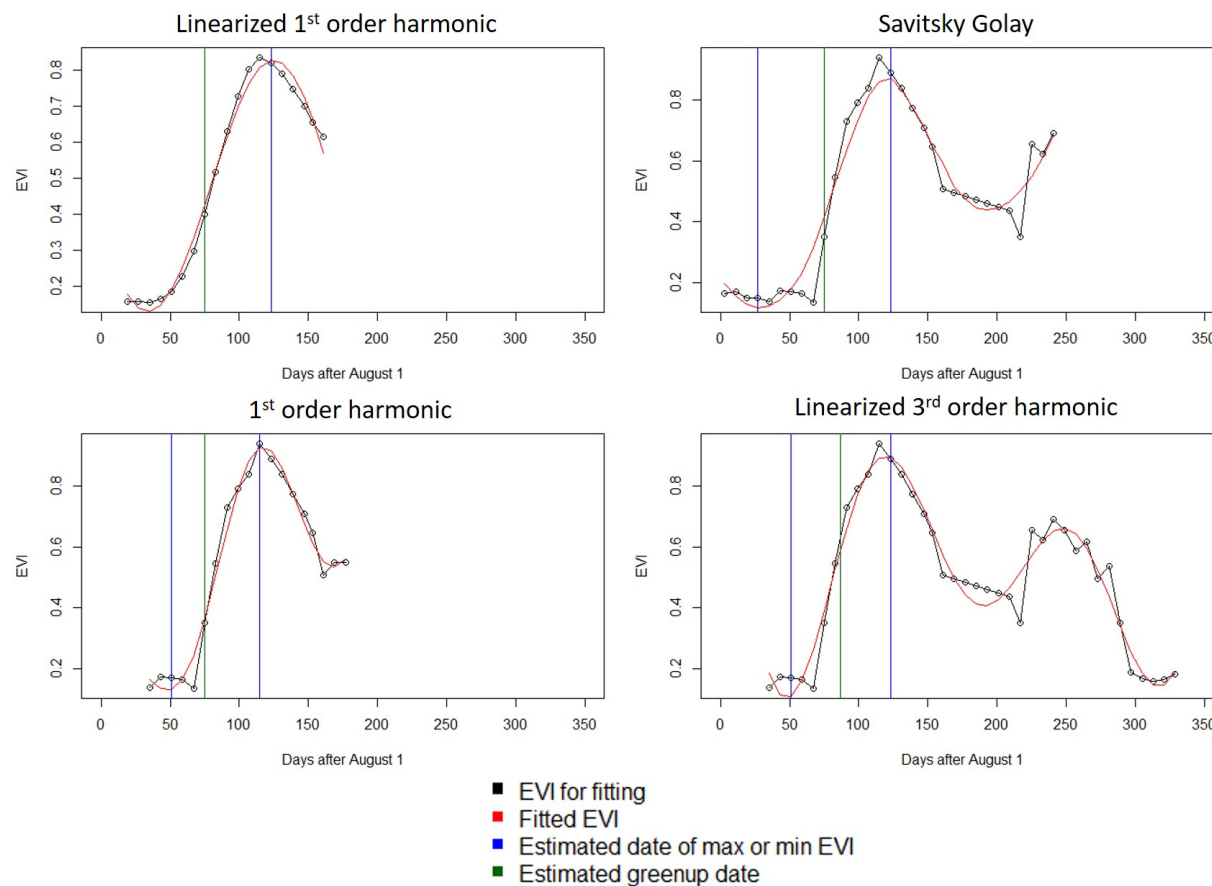 Linearized 1st order harmonic
EVI
0.2 0.3 0.4 0.5 0.6 0.7 0.8
0 50 100 150 200 250 300 350
Days after August 1
Savitsky Golay
EVI
0.2 0.4 0.6 0.8
0 50 100 150 200 250 300 350
Days after August 1
1st order harmonic
EVI
0.2 0.4 0.6 0.8
0 50 100 150 200 250 300 350
Days after August 1
Linearized 3rd order harmonic
EVI
0.2 0.4 0.6 0.8
0 50 100 150 200 250 300 350
Days after August 1
EVI for fitting
Fitted EVI
Estimated date of max or min EVI
Estimated greenup date